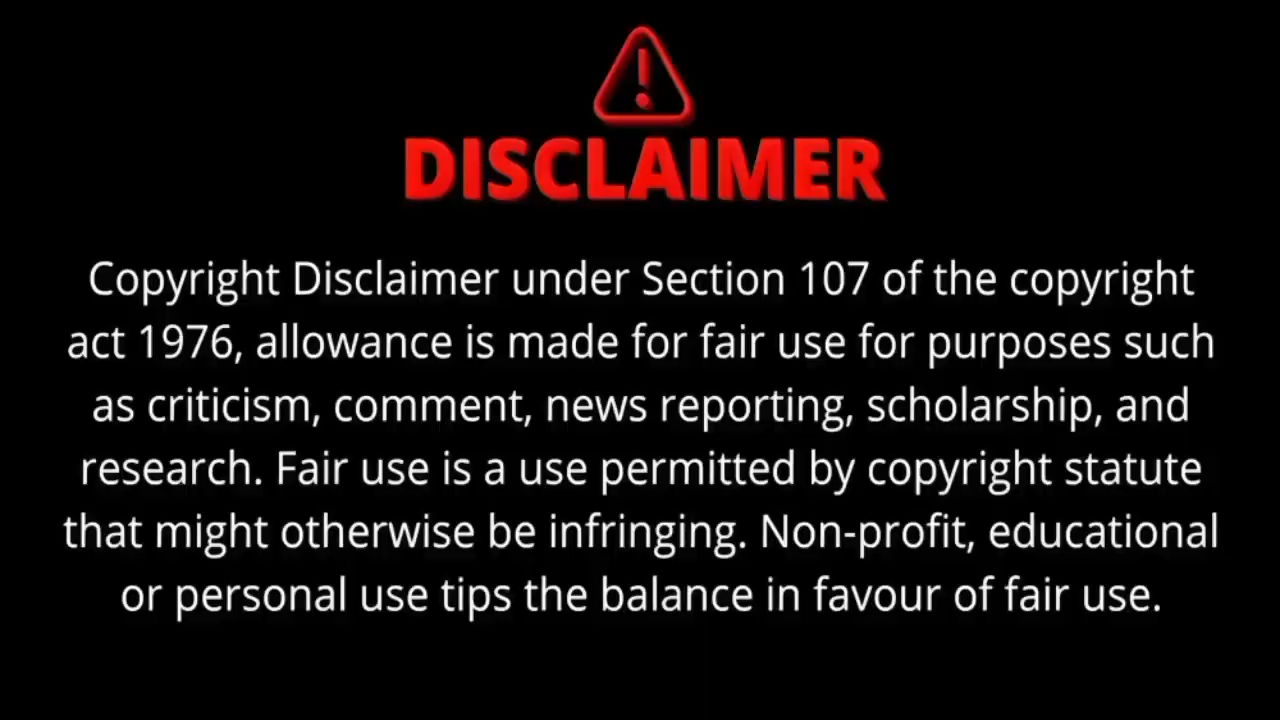 DISCLAIMER
Copyright Disclaimer under Section 107 of the copyright
act 1976, allowance is made for fair use for purposes such
as criticism, comment, news reporting, scholarship, and
research. Fair use is a use permitted by copyright statute
that might otherwise be infringing. Non-profit, educational
or personal use tips the balance in favour of fair use.